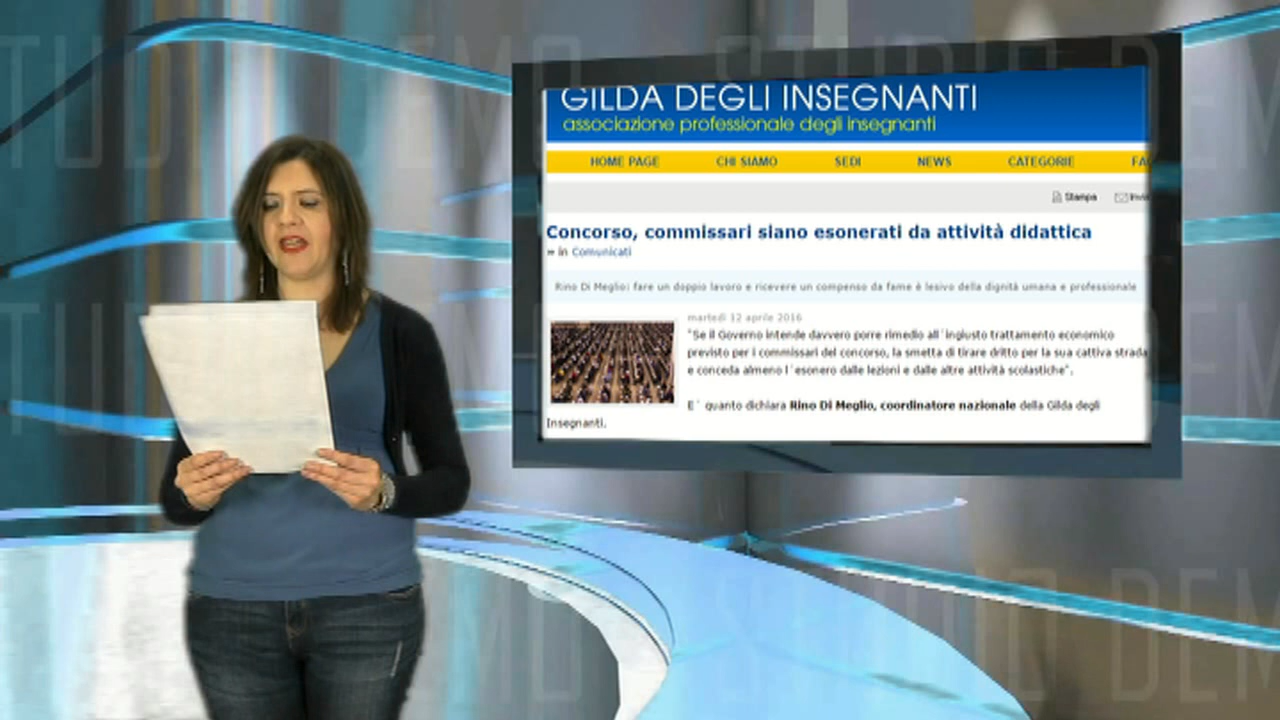 STUDIO DEMO
GILDA DEGLI INSEGNANTI
associazione professionale degli insegnanti
HOME PAGE CHI SIAMO SEDI NEWS CATEGORIE
Stampa
Concorso, commissari siano esonerati da attività didattica
in Comunicati
Rino Di Meglio: fare un doppio lavoro e ricevere un compenso da fame è lesivo della dignità umana e professionale
martedì 12 aprile 2016
"Se il Governo intende davvero porre rimedio all´ingiusto trattamento economico
previsto per i commissari del concorso, la smetta di tirare dritto per la sua cattiva strada
e conceda almeno l´esonero dalle lezioni e dalle altre attività scolastiche".
E´ quanto dichiara Rino Di Meglio, coordinatore nazionale della Gilda degli
Insegnanti.